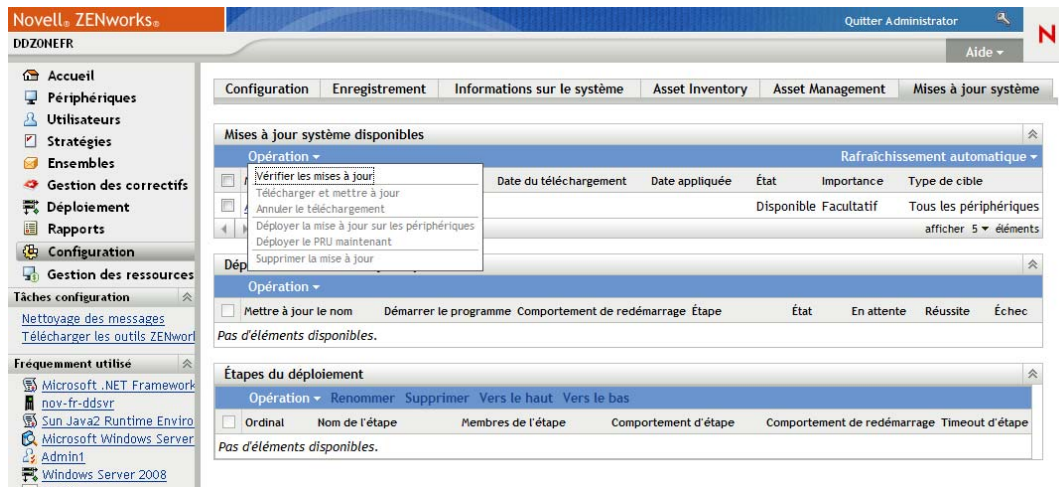 Novell® ZENworks®
Quitter Administrator
N
DDZONEFR
Aide
Accueil
Périphériques
Utilisateurs
Stratégies
Ensembles
Gestion des correctifs
Déploiement
Rapports
Configuration
Gestion des ressources
Tâches configuration
Nettoyage des messages
Télécharger les outils ZENworl
Fréquemment utilisé
Microsoft .NET Framework
nov-fr-ddsvr
Sun Java2 Runtime Enviro
Microsoft Windows Server
Admin1
Windows Server 2008
Configuration Enregistrement Informations sur le système Asset Inventory Asset Management Mises à jour système
Mises à jour système disponibles
Opération Rafraîchissement automatique
Date du téléchargement Date appliquée État Importance Type de cible
Disponible Facultatif Tous les périphériques
afficher 5 éléments
Vérifier les mises à jour
Télécharger et mettre à jour
Annuler le téléchargement
Déployer la mise à jour sur les périphériques
Déployer le PRU maintenant
Supprimer la mise à jour
Dép
Opération
Mettre à jour le nom Démarrer le programme Comportement de redémarrage Étape État En attente Réussite Échec
Pas d'éléments disponibles.
Étapes du déploiement
Opération Renommer Supprimer Vers le haut Vers le bas
Ordinal Nom de l'étape Membres de l'étape Comportement d'étape Comportement de redémarrage Timeout d'étape
Pas d'éléments disponibles.